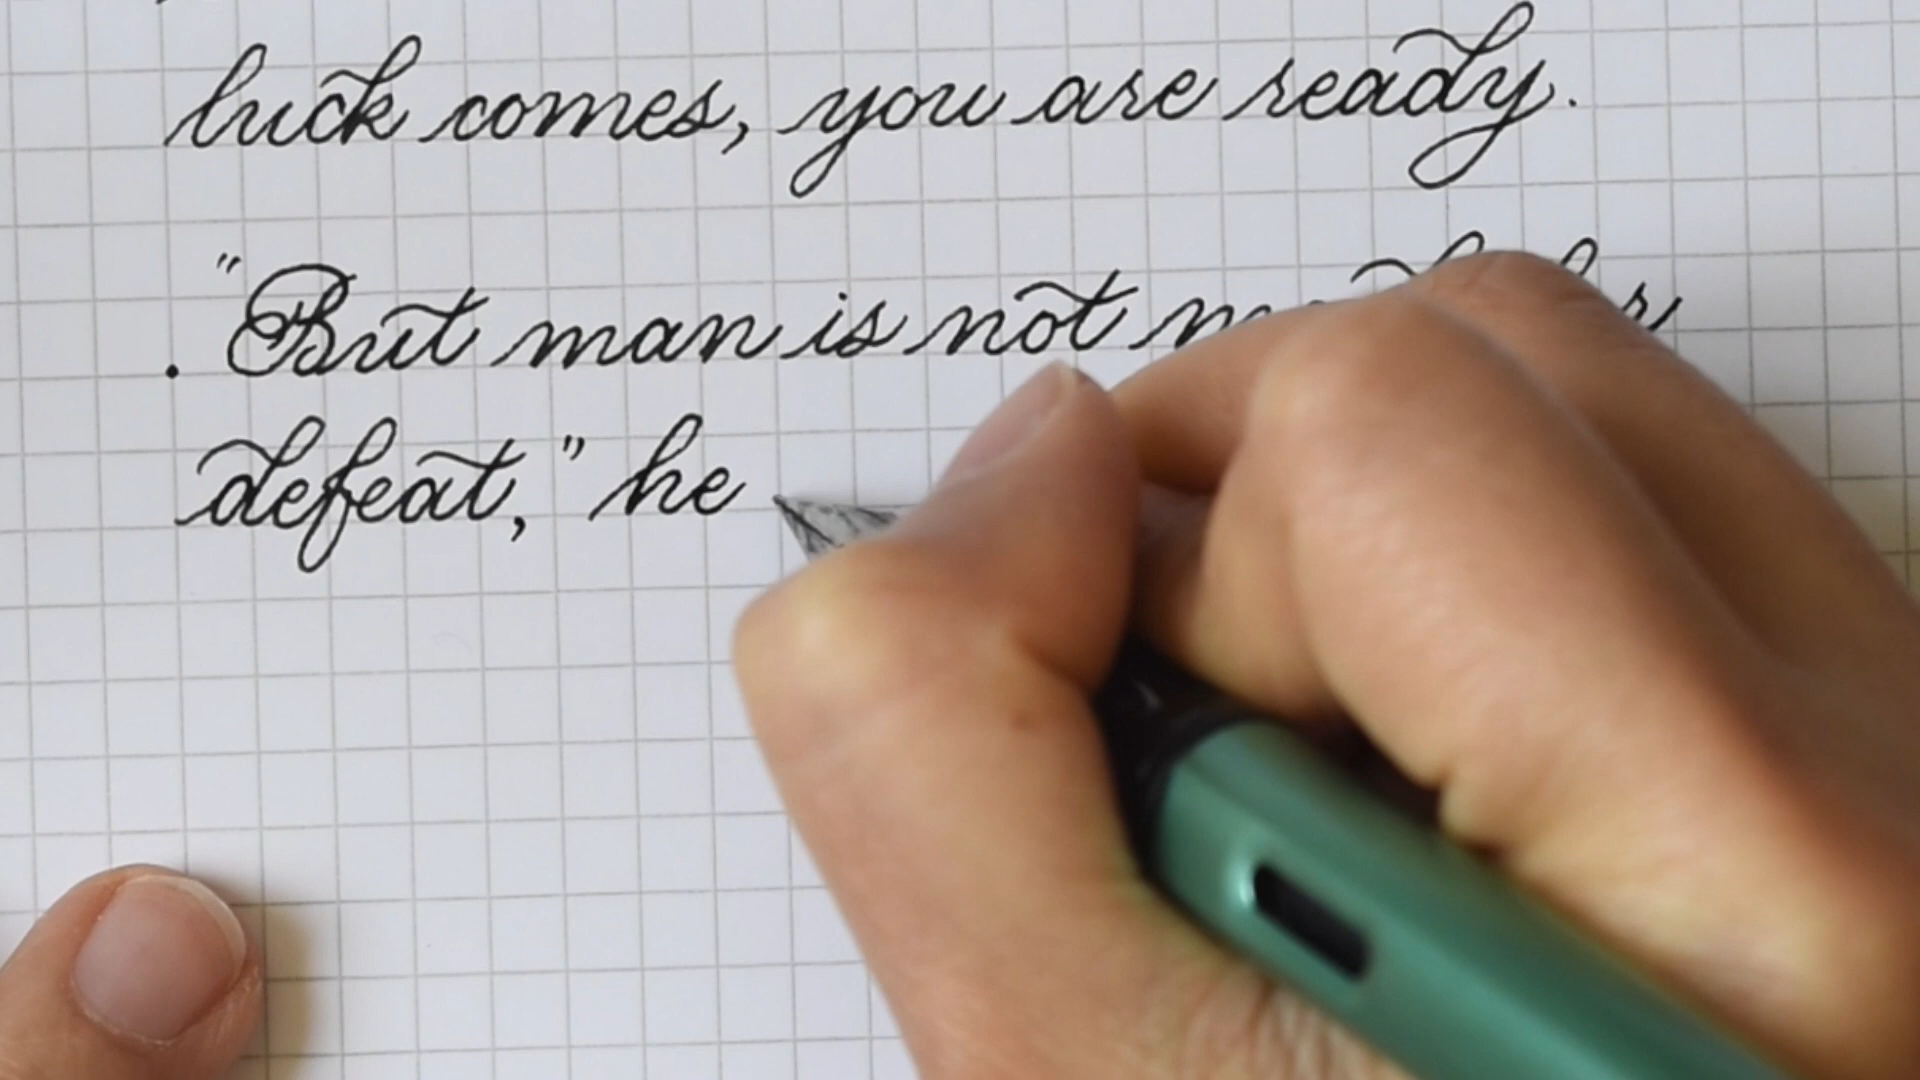 luck comes, you are ready.
. "But man is not
defeat," he